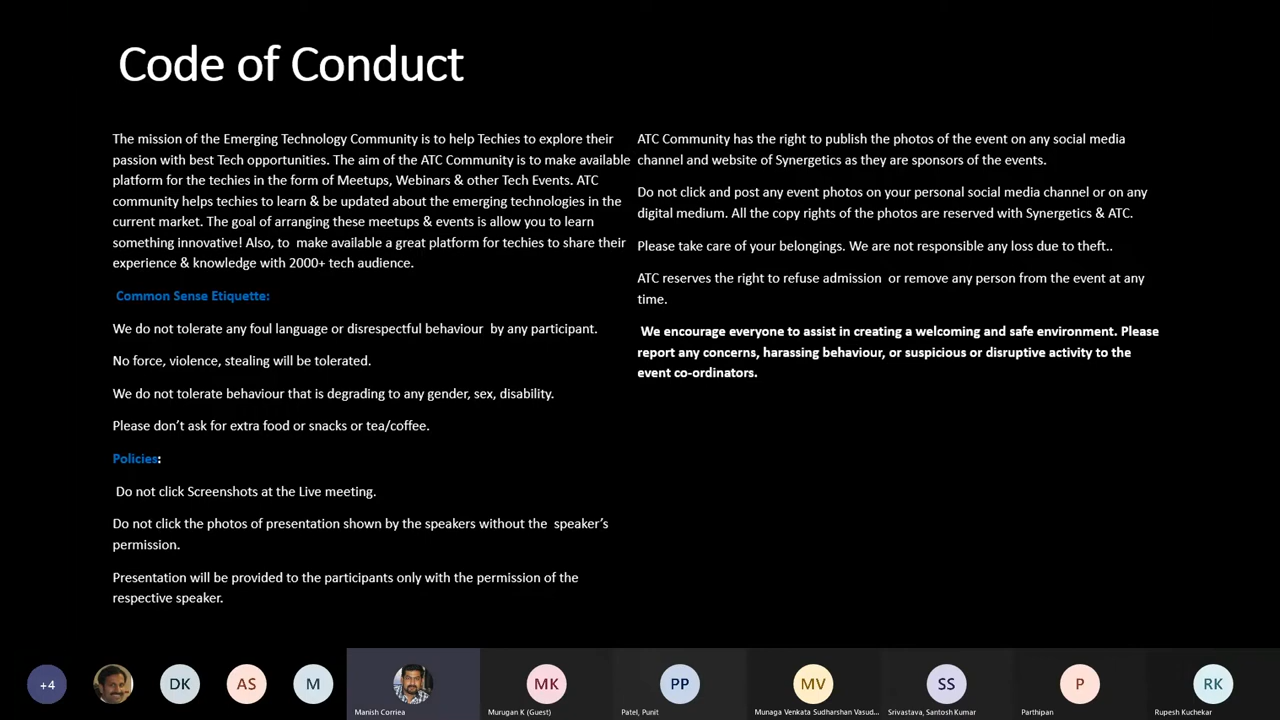 Code of Conduct
The mission of the Emerging Technology Community is to help Techies to explore their
passion with best Tech opportunities. The aim of the ATC Community is to make available
platform for the techies in the form of Meetups, Webinars & other Tech Events. ATC
community helps techies to learn & be updated about the emerging technologies in the
current market. The goal of arranging these meetups & events is allow you to learn
something innovative! Also, to  make available a great platform for techies to share their
experience & knowledge with 2000+ tech audience.
Common Sense Etiquette:
We do not tolerate any foul language or disrespectful behaviour  by any participant.
No force, violence, stealing will be tolerated.
We do not tolerate behaviour that is degrading to any gender, sex, disability.
Please don't ask for extra food or snacks or tea/coffee.
Policies:
Do not click Screenshots at the Live meeting.
Do not click the photos of presentation shown by the speakers without the  speaker's
permission.
Presentation will be provided to the participants only with the permission of the
respective speaker.
ATC Community has the right to publish the photos of the event on any social media
channel and website of Synergetics as they are sponsors of the events.
Do not click and post any event photos on your personal social media channel or on any
digital medium. All the copy rights of the photos are reserved with Synergetics & ATC.
Please take care of your belongings. We are not responsible any loss due to theft..
ATC reserves the right to refuse admission  or remove any person from the event at any
time.
We encourage everyone to assist in creating a welcoming and safe environment. Please
report any concerns, harassing behaviour, or suspicious or disruptive activity to the
event co-ordinators.
+4
DK
AS
M
Manish Corriea
MK
Murugan K (Guest)
PP
Patel, Punit
MV
Munaga Venkata Sudharshan Vasud...
SS
Srivastava, Santosh Kumar
P
Parthipan
RK
Rupesh Kuchekar